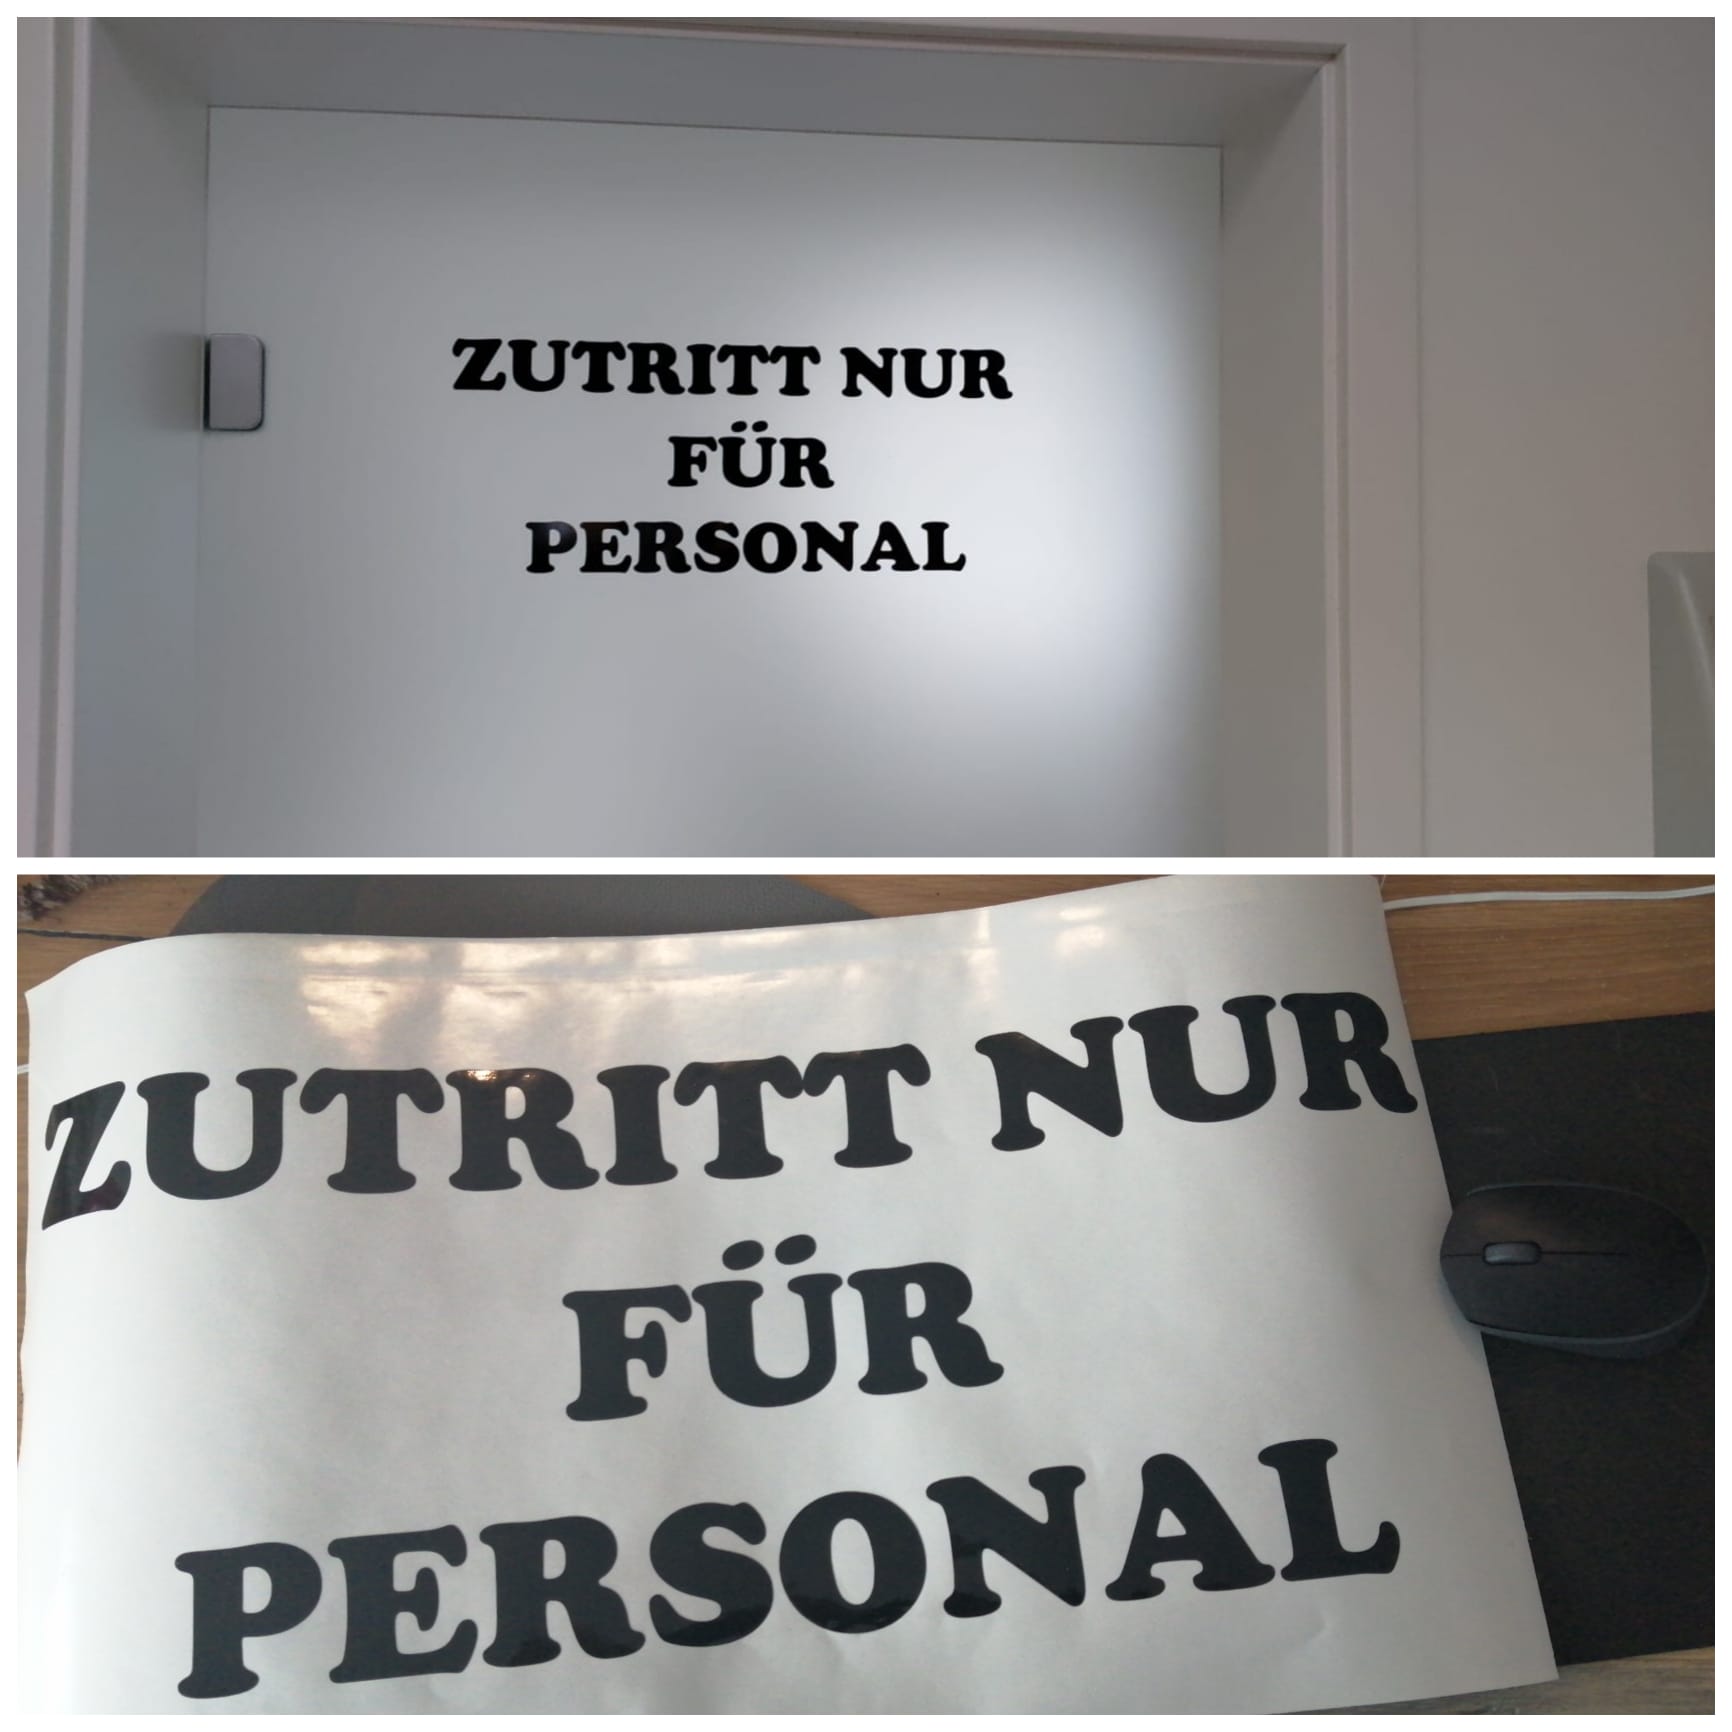 ZUTRITT NUR
FÜR
PERSONAL
ZUTRITT NUR
FÜR
PERSONAL